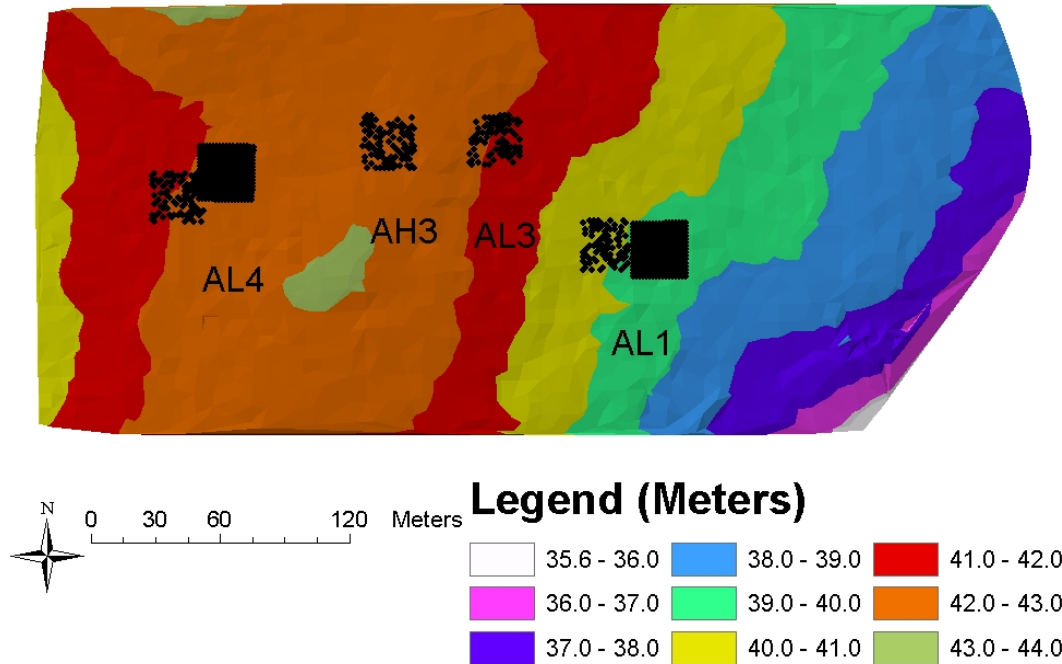 AH3
AL3
AL4
AL1
Legend (Meters)
N
0 30 60 120 Meters
35.6 - 36.0 38.0 - 39.0 41.0 - 42.0
36.0 - 37.0 39.0 - 40.0 42.0 - 43.0
37.0 - 38.0 40.0 - 41.0 43.0 - 44.0